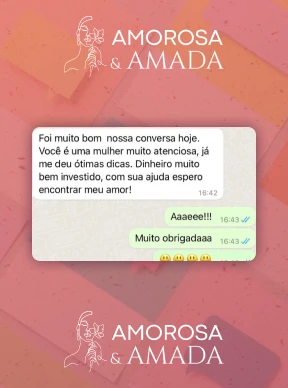 AMOROSA
& AMADA
Foi muito bom  nossa conversa hoje.
Você é uma mulher muito atenciosa, já
me deu ótimas dicas. Dinheiro muito
bem investido, com sua ajuda espero
encontrar meu amor!
16:42
Aaaeee!!! 16:43
Muito obrigadaaa 16:43
AMOROSA
& AMADA